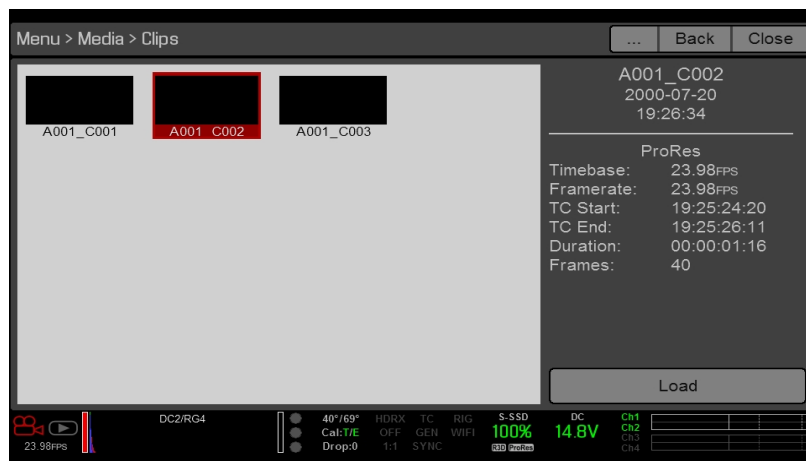 Menu > Media > Clips
... Back Close
A001_C001 A001_C002 A001_C003
A001_C002
2000-07-20
19:26:34
ProRes
Timebase: 23.98FPS
Framerate: 23.98FPS
TC Start: 19:25:24:20
TC End: 19:25:26:11
Duration: 00:00:01:16
Frames: 40
Load
23.98FPS
DC2/RG4
40°/69° HDRX TC RIG
Cal:T/E OFF GEN WIFI
Drop:0 1:1 SYNC
S-SSD
100%
R3D ProRes
DC
14.8V
Ch1
Ch2
Ch3
Ch4